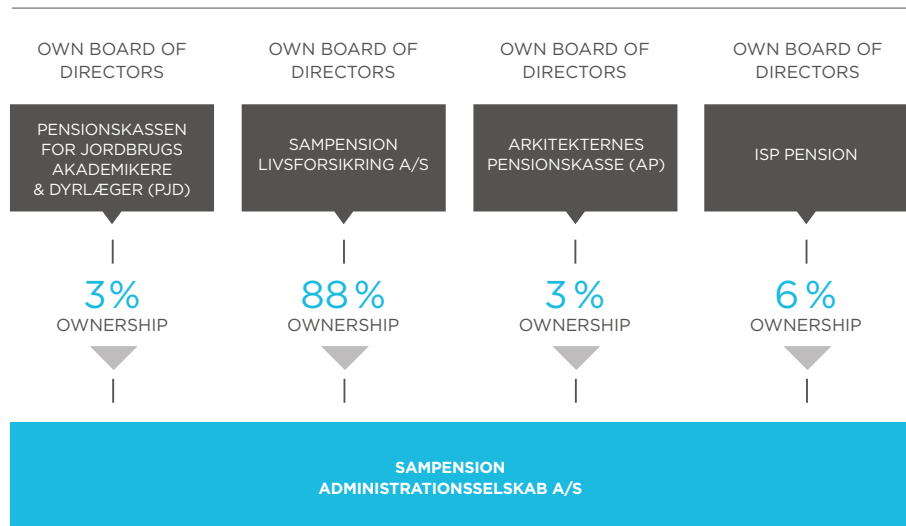 OWN BOARD OF
DIRECTORS
PENSIONSKASSEN
FOR JORDBRUGS
AKADEMIKERE
& DYRLÆGER (PJD)
3 %
OWNERSHIP
OWN BOARD OF
DIRECTORS
SAMPENSION
LIVSFORSIKRING A/S
88 %
OWNERSHIP
OWN BOARD OF
DIRECTORS
ARKITEKTERNES
PENSIONSKASSE (AP)
3 %
OWNERSHIP
OWN BOARD OF
DIRECTORS
ISP PENSION
6 %
OWNERSHIP
SAMPENSION
ADMINISTRATIONSSELSKAB A/S